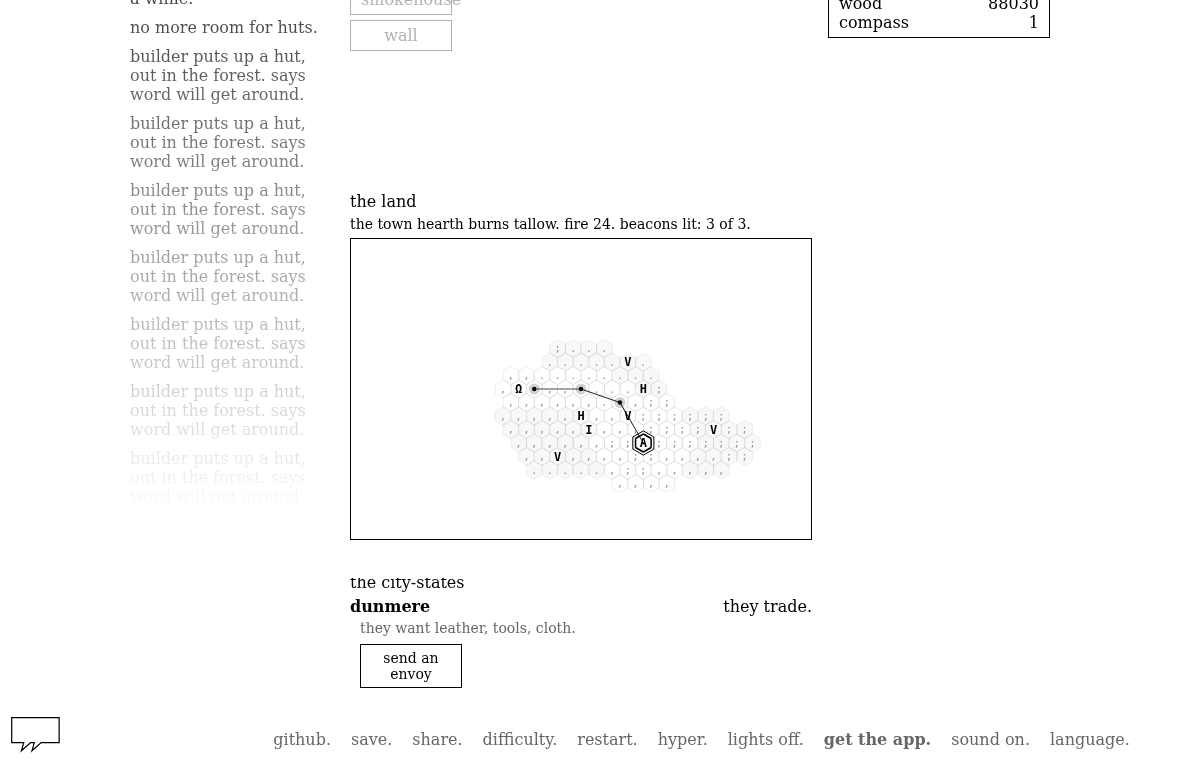 a while.
no more room for huts.
builder puts up a hut,
out in the forest. says
word will get around.
builder puts up a hut,
out in the forest. says
word will get around.
builder puts up a hut,
out in the forest. says
word will get around.
builder puts up a hut,
out in the forest. says
word will get around.
builder puts up a hut,
out in the forest. says
word will get around.
builder puts up a hut,
out in the forest. says
word will get around.
builder puts up a hut,
out in the forest. says
word will get around.
smokehouse
wall
wood 88030
compass 1
the land
the town hearth burns tallow. fire 24. beacons lit: 3 of 3.
V
Ω H
H V
I V
A
V
the city-states
dunmere they trade.
they want leather, tools, cloth.
send an
envoy
github. save. share. difficulty. restart. hyper. lights off. get the app. sound on. language.